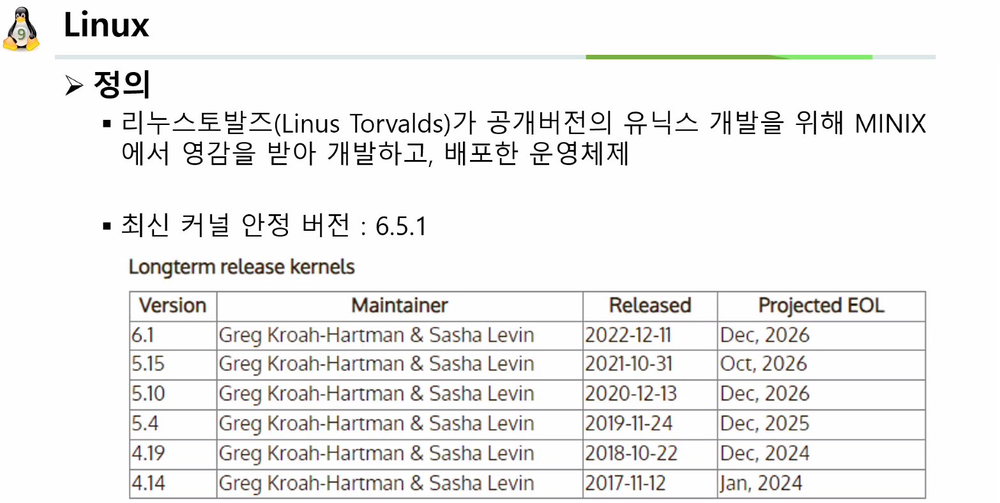 9
Linux
➢ 정의
▪ 리누스토발즈(Linus Torvalds)가 공개버전의 유닉스 개발을 위해 MINIX
에서 영감을 받아 개발하고, 배포한 운영체제
▪ 최신 커널 안정 버전 : 6.5.1
Longterm release kernels
Version Maintainer Released Projected EOL
6.1 Greg Kroah-Hartman & Sasha Levin 2022-12-11 Dec, 2026
5.15 Greg Kroah-Hartman & Sasha Levin 2021-10-31 Oct, 2026
5.10 Greg Kroah-Hartman & Sasha Levin 2020-12-13 Dec, 2026
5.4 Greg Kroah-Hartman & Sasha Levin 2019-11-24 Dec, 2025
4.19 Greg Kroah-Hartman & Sasha Levin 2018-10-22 Dec, 2024
4.14 Greg Kroah-Hartman & Sasha Levin 2017-11-12 Jan, 2024